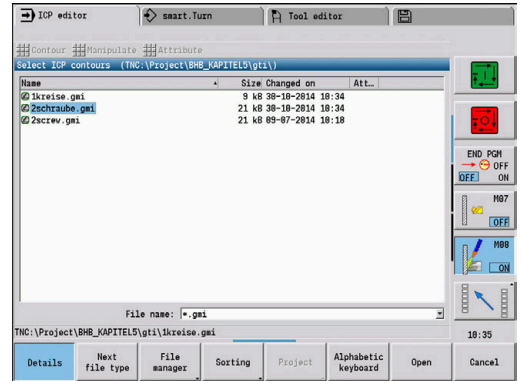 ICP editor smart.Turn Tool editor
Contour Manipulate Attribute
Select ICP contours (TNC:\Project\BHB_KAPITEL5\gti\)
Name Size Changed on Att...
1kreise.gmi 9 kB 30-10-2014 10:34
2schraube.gmi 21 kB 30-10-2014 10:34
2screw.gmi 21 kB 09-07-2014 10:18
END PGM
OFF
OFF ON
M07
OFF
M08
ON
File name: *.gmi
TNC:\Project\BHB_KAPITEL5\gti\1kreise.gmi
10:35
Details Next file type File manager Sorting Project Alphabetic keyboard Open Cancel